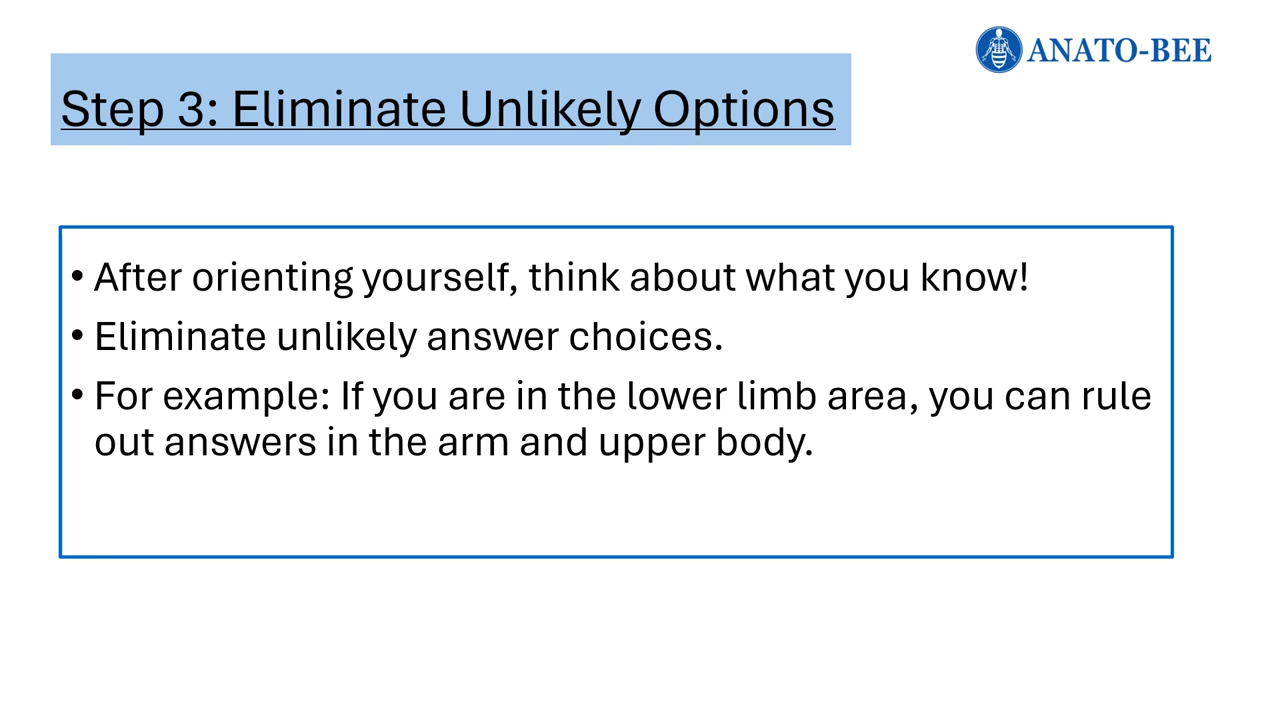 ANATO-BEE
Step 3: Eliminate Unlikely Options
• After orienting yourself, think about what you know!
• Eliminate unlikely answer choices.
• For example: If you are in the lower limb area, you can rule
out answers in the arm and upper body.